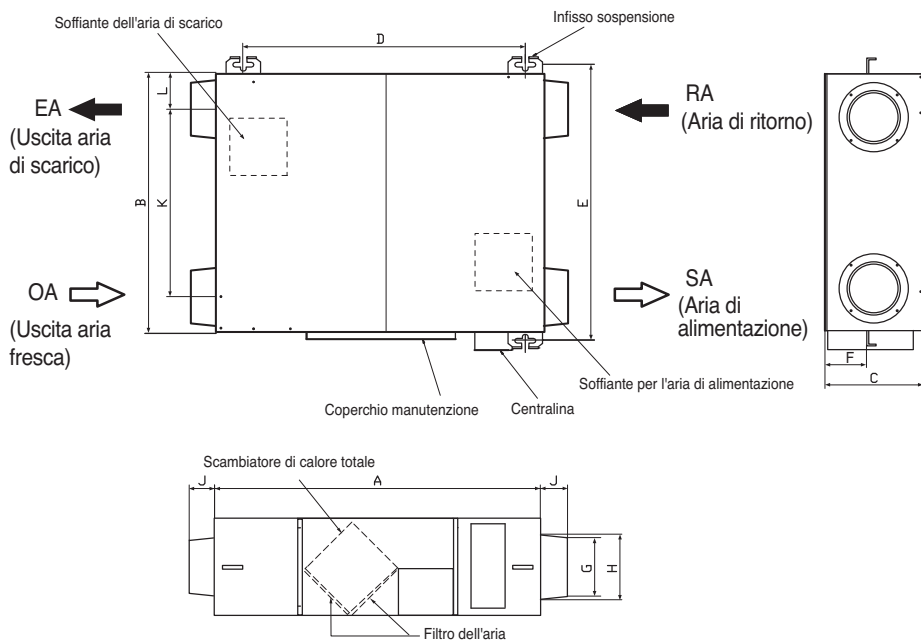 Soffiante dell'aria di scarico
D
Infisso sospensione
L
EA
(Uscita aria
di scarico)
RA
(Aria di ritorno)
B
K
E
OA
(Uscita aria
fresca)
SA
(Aria di
alimentazione)
F
C
Soffiante per l'aria di alimentazione
Coperchio manutenzione
Centralina
Scambiatore di calore totale
J
A
J
G
H
Filtro dell'aria